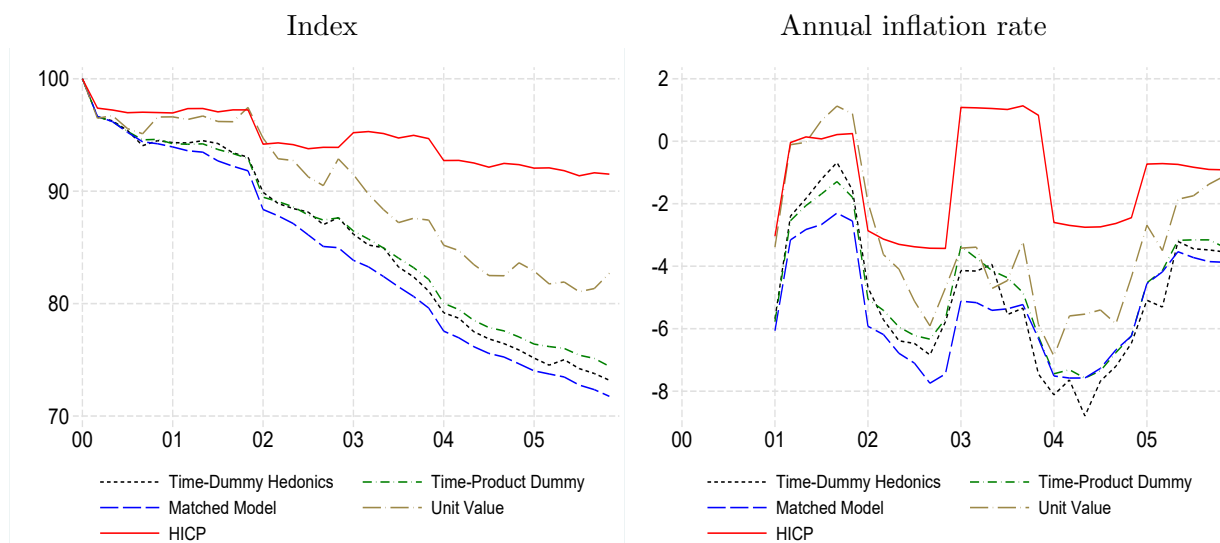 Index
100
90
80
70
00 01 02 03 04 05
Time-Dummy Hedonics Time-Product Dummy
Matched Model Unit Value
HICP
Annual inflation rate
2
0
-2
-4
-6
-8
00 01 02 03 04 05
Time-Dummy Hedonics Time-Product Dummy
Matched Model Unit Value
HICP